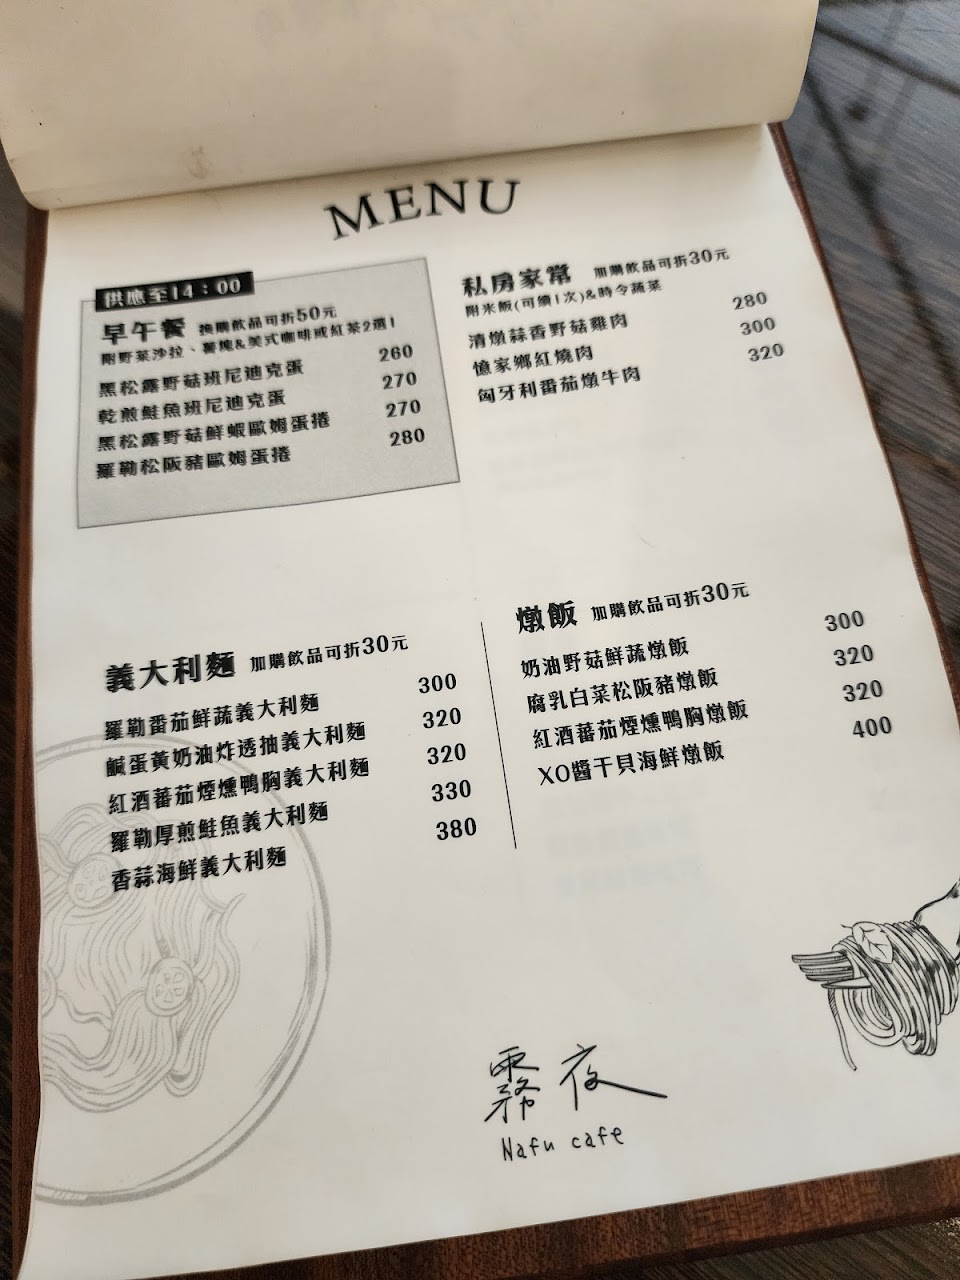 MENU
供應至14：00
早午餐 換購飲品可折50元
附野菜沙拉、薯塊&美式咖啡或紅茶2選1
黑松露野菇班尼迪克蛋 260
乾煎鮭魚班尼迪克蛋 270
黑松露野菇鮮蝦歐姆蛋捲 270
羅勒松阪豬歐姆蛋捲 280
私房家常 加購飲品可折30元
附米飯(可續1次)&時令蔬菜
清燉蒜香野菇雞肉 280
憶家鄉紅燒肉 300
匈牙利番茄燉牛肉 320
義大利麵 加購飲品可折30元
羅勒番茄鮮蔬義大利麵 300
鹹蛋黃奶油炸透抽義大利麵 320
紅酒蕃茄煙燻鴨胸義大利麵 320
羅勒厚煎鮭魚義大利麵 330
香蒜海鮮義大利麵 380
燉飯 加購飲品可折30元
奶油野菇鮮蔬燉飯 300
腐乳白菜松阪豬燉飯 320
紅酒蕃茄煙燻鴨胸燉飯 320
XO醬干貝海鮮燉飯 400
霧夜
Nafu cafe